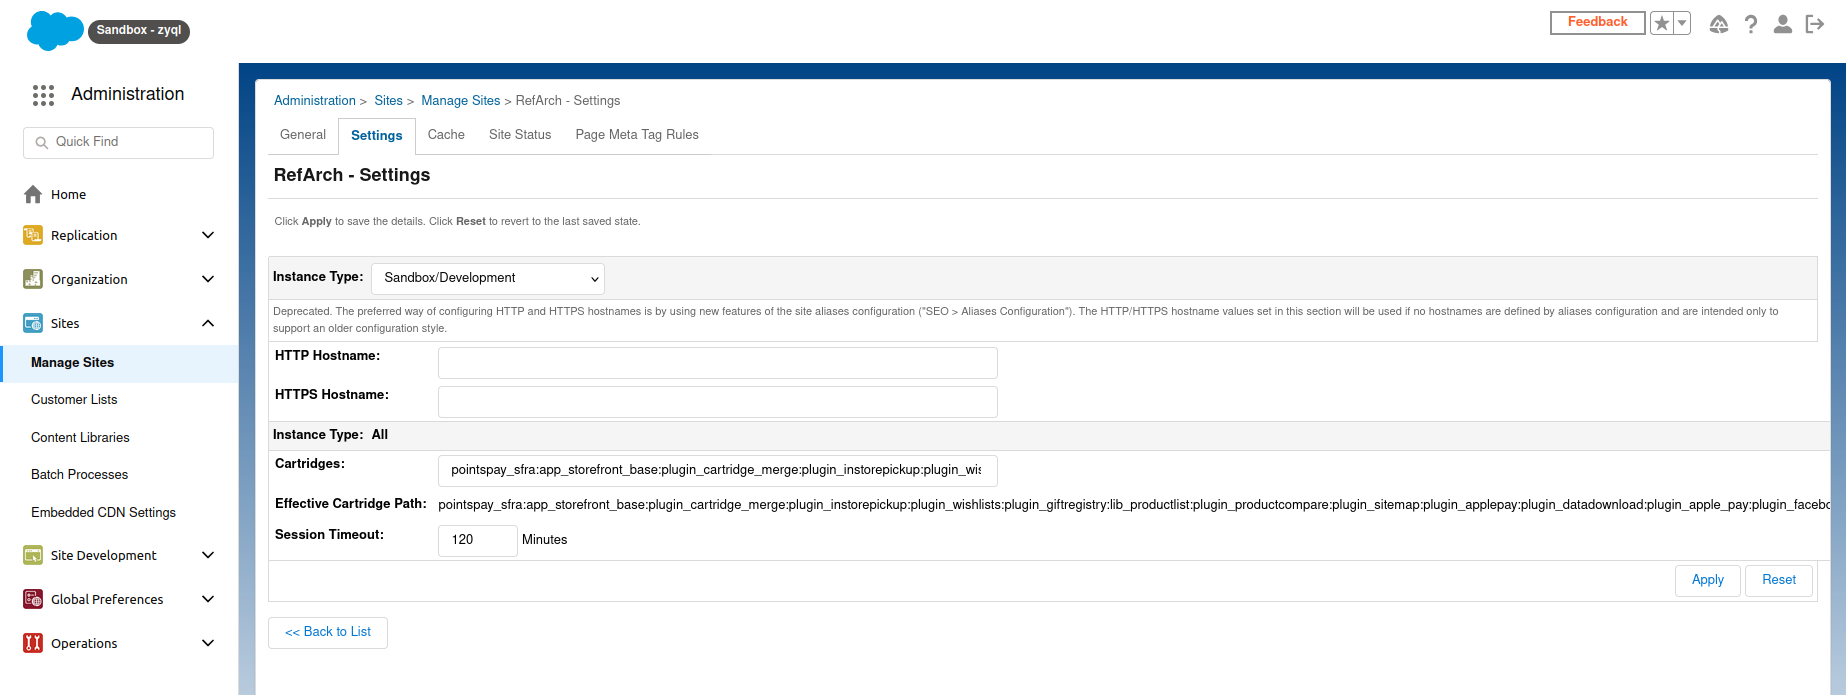 Sandbox - zyql
Feedback
Administration
Quick Find
Home
Replication
Organization
Sites
Manage Sites
Customer Lists
Content Libraries
Batch Processes
Embedded CDN Settings
Site Development
Global Preferences
Operations
Administration > Sites > Manage Sites > RefArch - Settings
General Settings Cache Site Status Page Meta Tag Rules
RefArch - Settings
Click Apply to save the details. Click Reset to revert to the last saved state.
Instance Type: Sandbox/Development
Deprecated. The preferred way of configuring HTTP and HTTPS hostnames is by using new features of the site aliases configuration ("SEO > Aliases Configuration"). The HTTP/HTTPS hostname values set in this section will be used if no hostnames are defined by aliases configuration and are intended only to
support an older configuration style.
HTTP Hostname:
HTTPS Hostname:
Instance Type: All
Cartridges: pointspay_sfra:app_storefront_base:plugin_cartridge_merge:plugin_instorepickup:plugin_wis
Effective Cartridge Path: pointspay_sfra:app_storefront_base:plugin_cartridge_merge:plugin_instorepickup:plugin_wishlists:plugin_giftregistry:lib_productlist:plugin_productcompare:plugin_sitemap:plugin_applepay:plugin_datadownload:plugin_apple_pay:plugin_facebo
Session Timeout: 120 Minutes
Apply Reset
<< Back to List